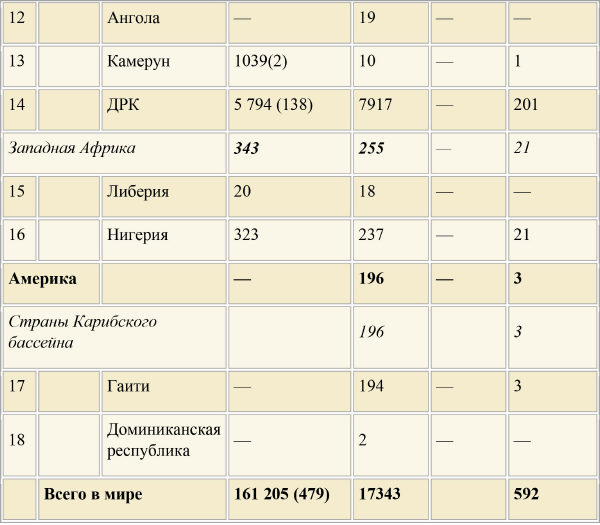 12 Ангола — 19 — —
13 Камерун 1039(2) 10 — 1
14 ДРК 5 794 (138) 7917 — 201
Западная Африка 343 255 — 21
15 Либерия 20 18 — —
16 Нигерия 323 237 — 21
Америка — 196 — 3
Страны Карибского
бассейна 196 3
17 Гаити — 194 — 3
18 Доминиканская
республика — 2 — —
Всего в мире 161 205 (479) 17343 592